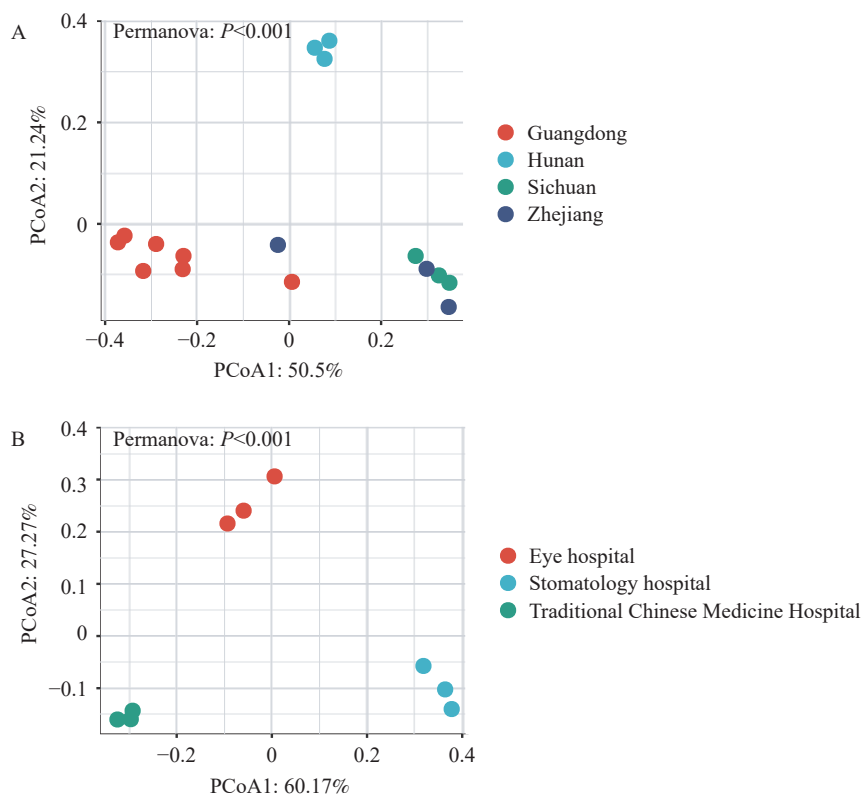 A
Permanova: P<0.001
0.4
0.2
0
PCoA2: 21.24%
−0.4
−0.2
0
0.2
PCoA1: 50.5%
Guangdong
Hunan
Sichuan
Zhejiang
B
Permanova: P<0.001
0.4
0.3
0.2
0.1
0
−0.1
PCoA2: 27.27%
−0.2
0
0.2
0.4
PCoA1: 60.17%
Eye hospital
Stomatology hospital
Traditional Chinese Medicine Hospital